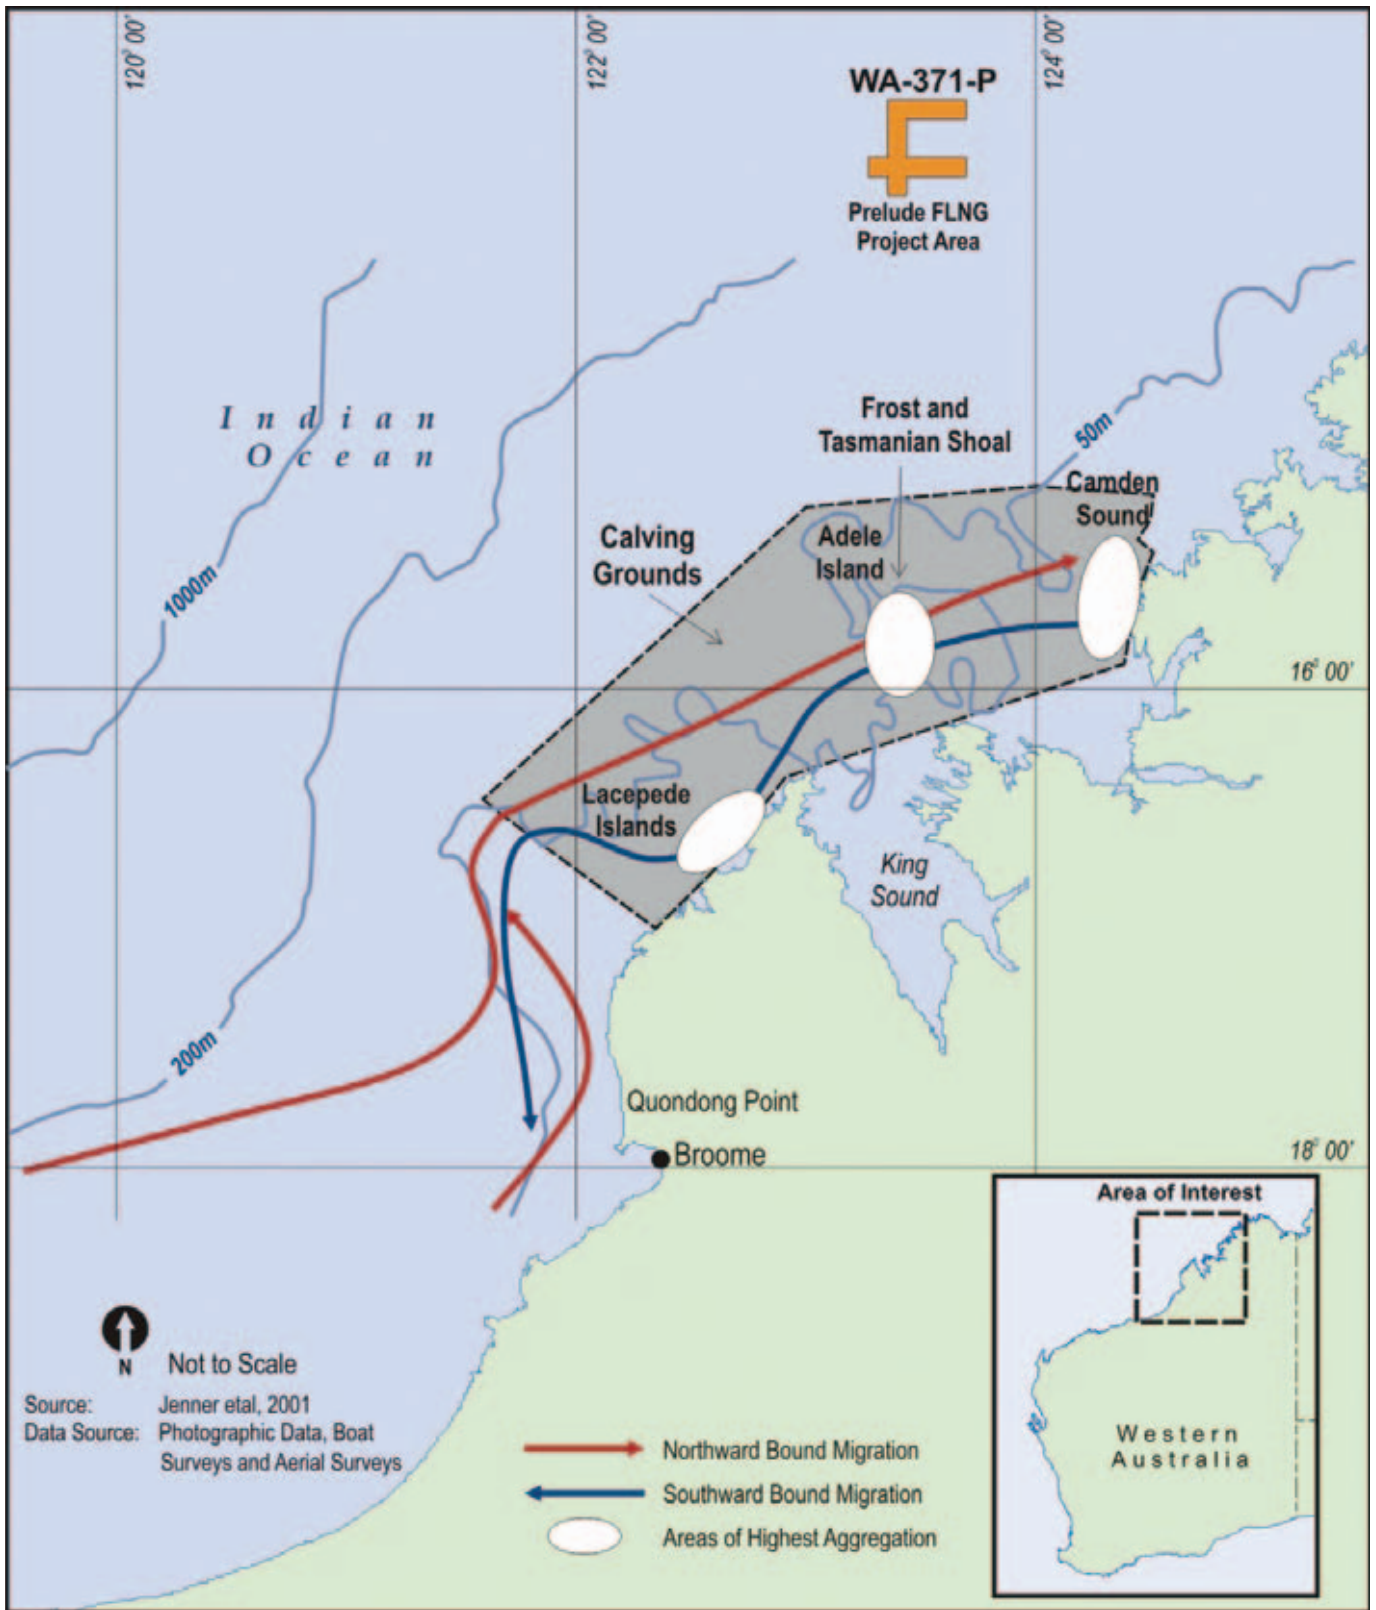 120° 00'
122° 00'
124° 00'
WA-371-P
Prelude FLNG
Project Area
Indian
Ocean
Frost and
Tasmanian Shoal
50m
Camden
Sound
Calving
Grounds
Adele
Island
1000m
16° 00'
Lacepede
Islands
King
Sound
200m
Quondong Point
Broome
18° 00'
Area of Interest
Western
Australia
N
Not to Scale
Source: Jenner etal, 2001
Data Source: Photographic Data, Boat
Surveys and Aerial Surveys
Northward Bound Migration
Southward Bound Migration
Areas of Highest Aggregation